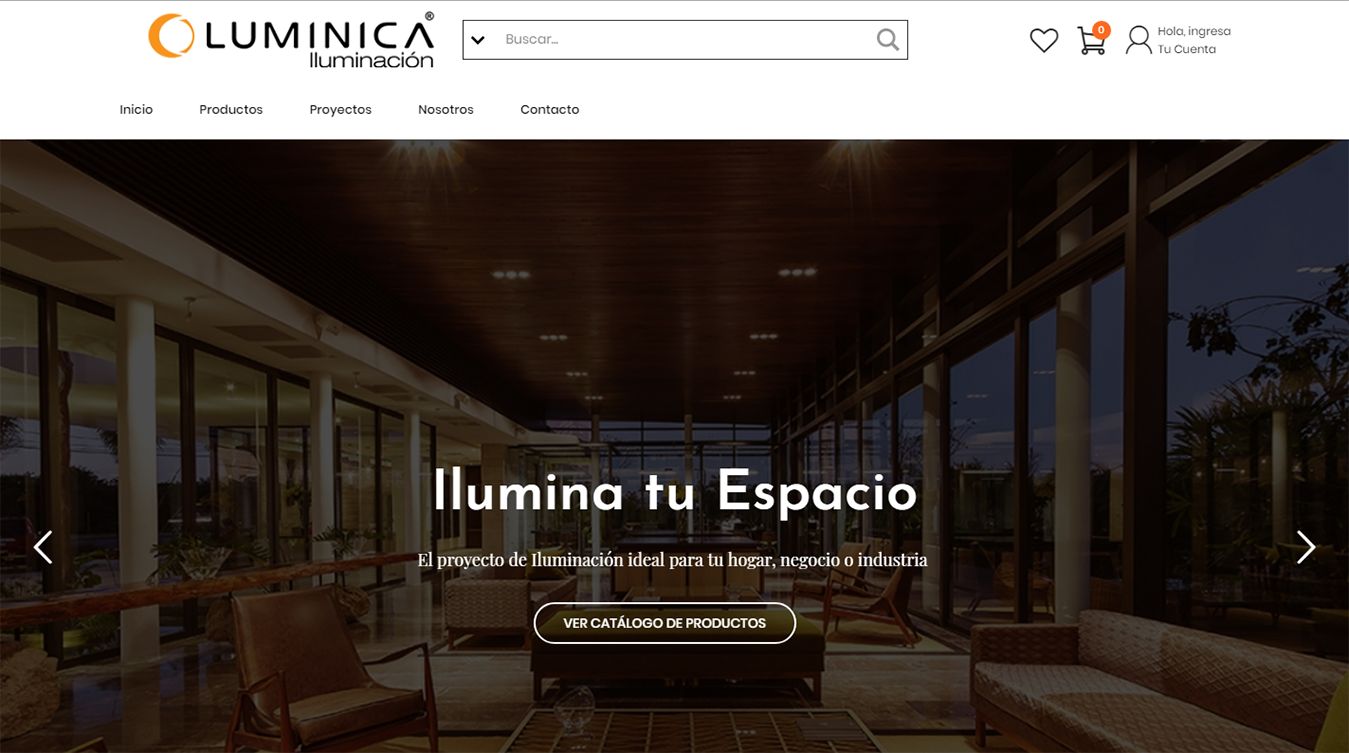 LUMINICA®
Iluminación
Buscar...
0
Hola, ingresa
Tu Cuenta
Inicio
Productos
Proyectos
Nosotros
Contacto
Ilumina tu Espacio
El proyecto de Iluminación ideal para tu hogar, negocio o industria
VER CATÁLOGO DE PRODUCTOS